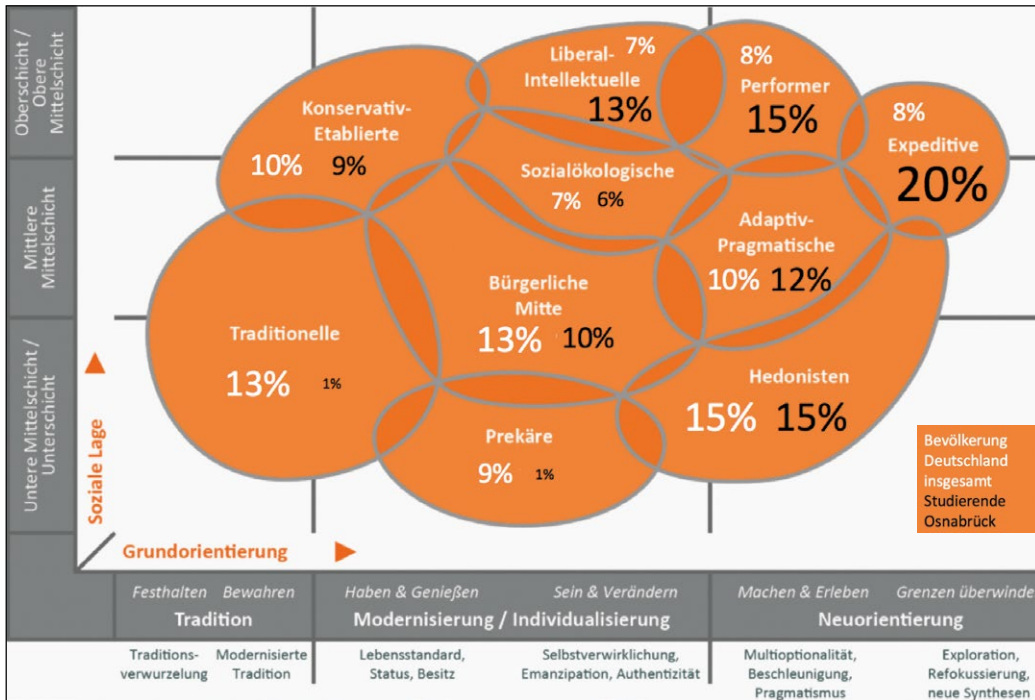 Oberschicht /
Obere
Mittelschicht
Mittlere
Mittelschicht
Untere Mittelschicht /
Unterschicht
Soziale Lage
Konservativ-
Etablierte
10% 9%
Liberal-
Intellektuelle
7%
13%
8%
Performer
15%
8%
Expeditive
20%
Sozialökologische
7% 6%
Adaptiv-
Pragmatische
10% 12%
Bürgerliche
Mitte
13% 10%
Traditionelle
13% 1%
Hedonisten
15% 15%
Prekäre
9% 1%
Bevölkerung
Deutschland
insgesamt
Studierende
Osnabrück
Grundorientierung
Festhalten Bewahren
Tradition
Haben & Genießen Sein & Verändern
Modernisierung / Individualisierung
Machen & Erleben Grenzen überwinde
Neuorientierung
Traditions-
verwurzelung
Modernisierte
Tradition
Lebensstandard,
Status, Besitz
Selbstverwirklichung,
Emanzipation, Authentizität
Multioptionalität,
Beschleunigung,
Pragmatismus
Exploration,
Refokussierung,
neue Synthesen